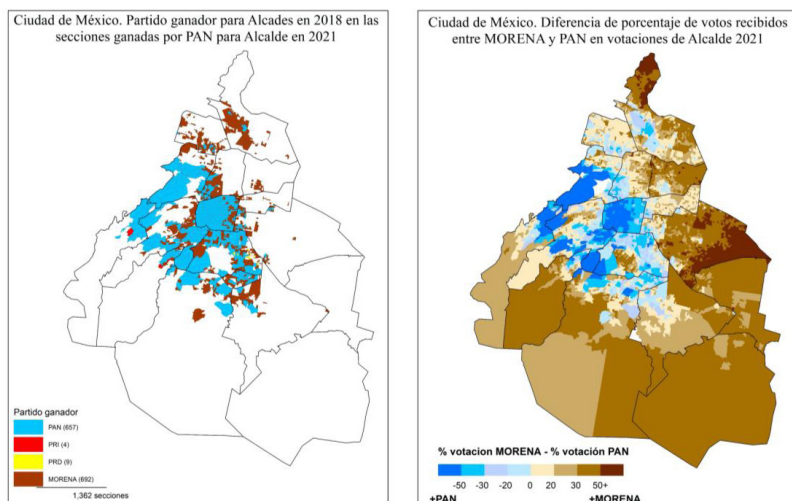 Ciudad de México. Partido ganador para Alcades en 2018 en las
secciones ganadas por PAN para Alcalde en 2021
Partido ganador
PAN (657)
PRI (4)
PRD (9)
MORENA (692)
1,362 secciones
Ciudad de México. Diferencia de porcentaje de votos recibidos
entre MORENA y PAN en votaciones de Alcalde 2021
% votacion MORENA - % votación PAN
-50 -30 -20 0 20 30 50+
+PAN +MORENA